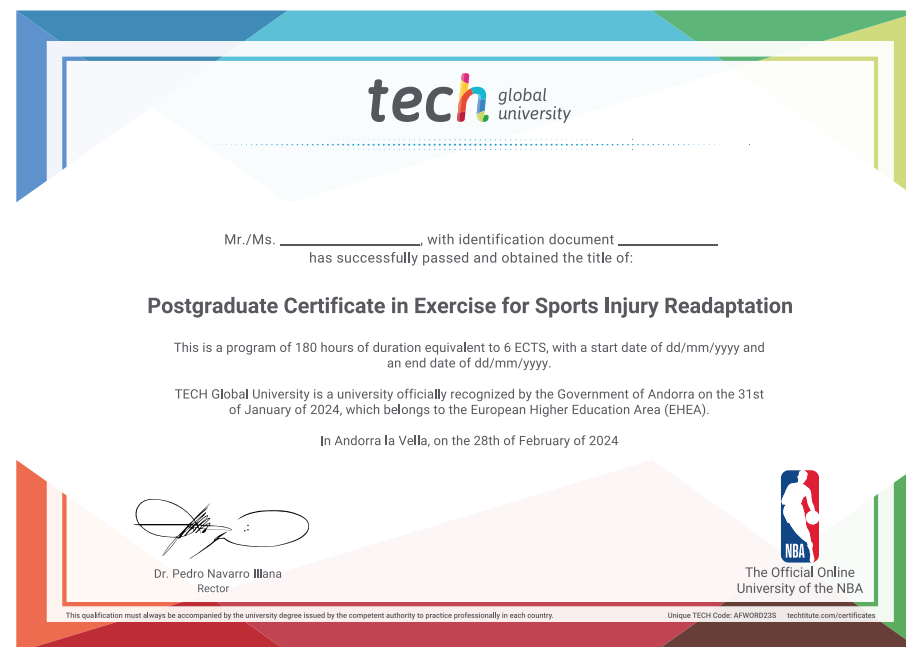 tech global university
Mr./Ms. ____________, with identification document ____________
has successfully passed and obtained the title of:
Postgraduate Certificate in Exercise for Sports Injury Readaptation
This is a program of 180 hours of duration equivalent to 6 ECTS, with a start date of dd/mm/yyyy and
an end date of dd/mm/yyyy.
TECH Global University is a university officially recognized by the Government of Andorra on the 31st
of January of 2024, which belongs to the European Higher Education Area (EHEA).
In Andorra la Vella, on the 28th of February of 2024
Dr. Pedro Navarro Illana
Rector
NBA
The Official Online
University of the NBA
This qualification must always be accompanied by the university degree issued by the competent authority to practice professionally in each country.
Unique TECH Code: AFWORD23S techtitute.com/certificates